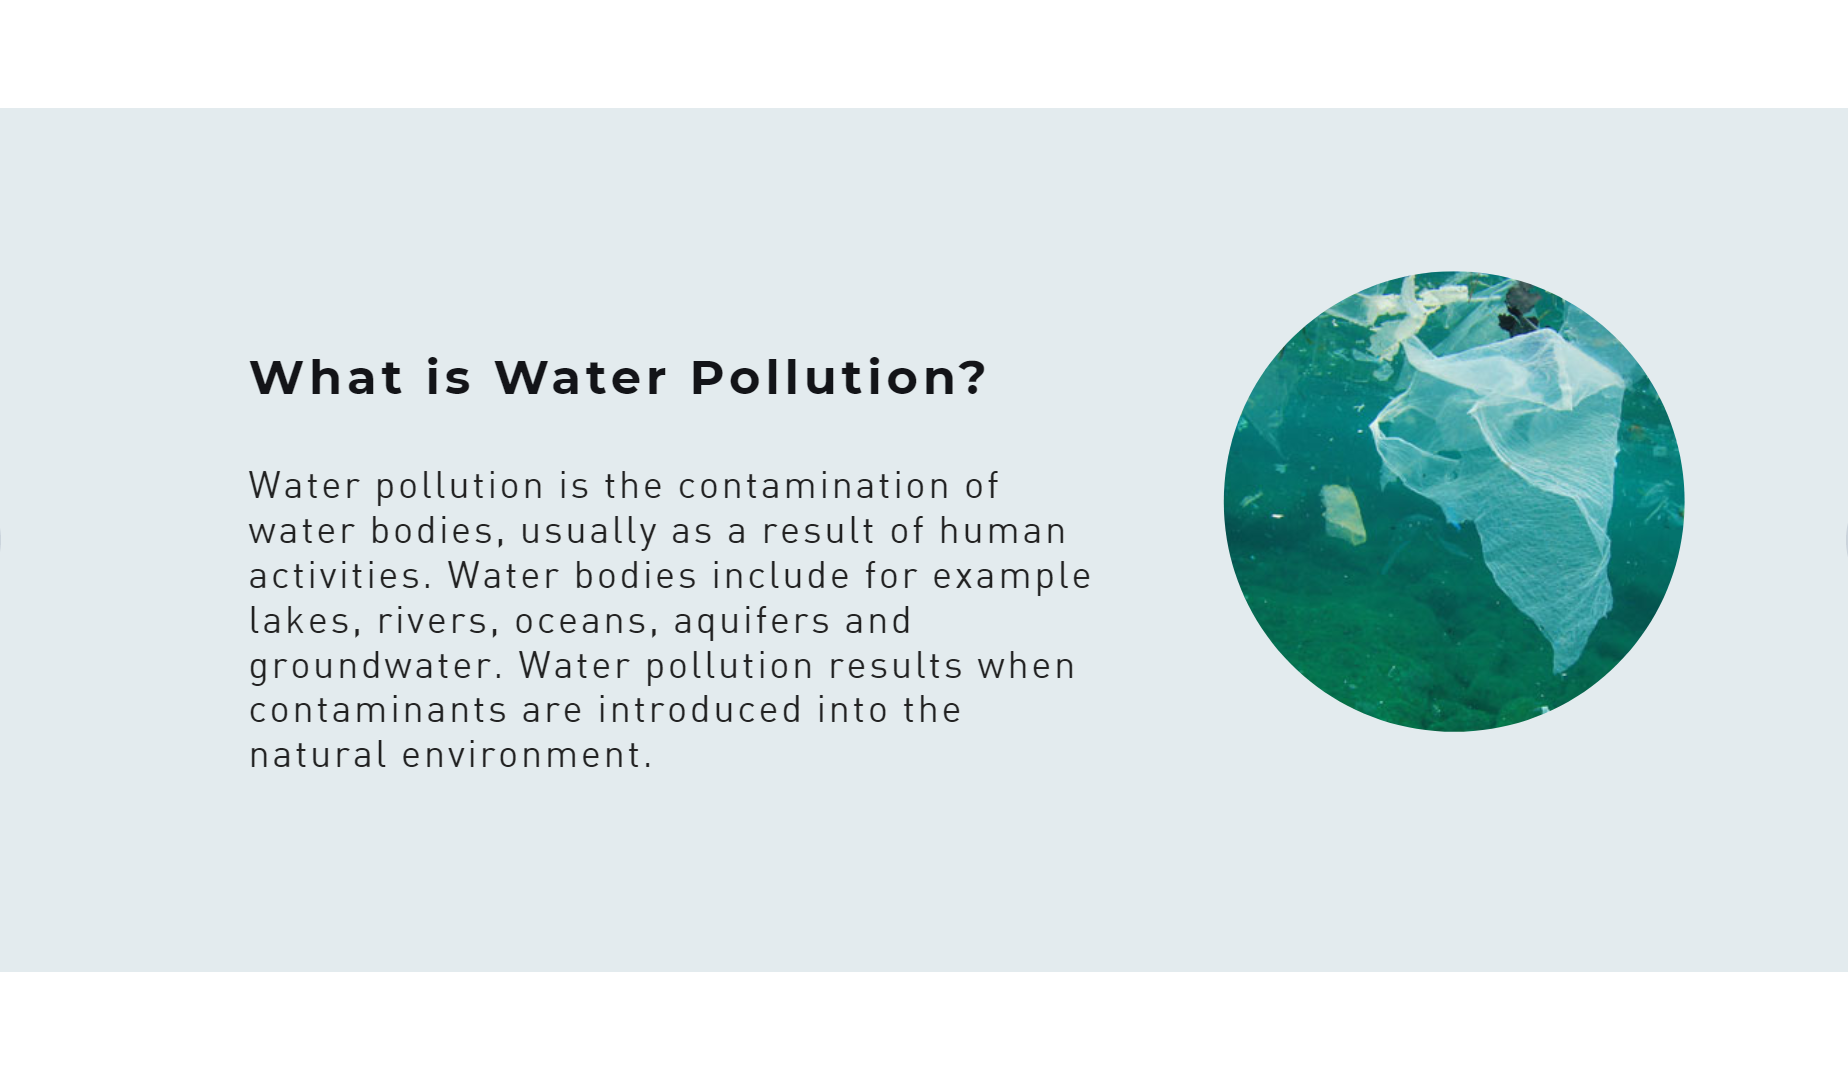 What is Water Pollution?
Water pollution is the contamination of
water bodies, usually as a result of human
activities. Water bodies include for example
lakes, rivers, oceans, aquifers and
groundwater. Water pollution results when
contaminants are introduced into the
natural environment.